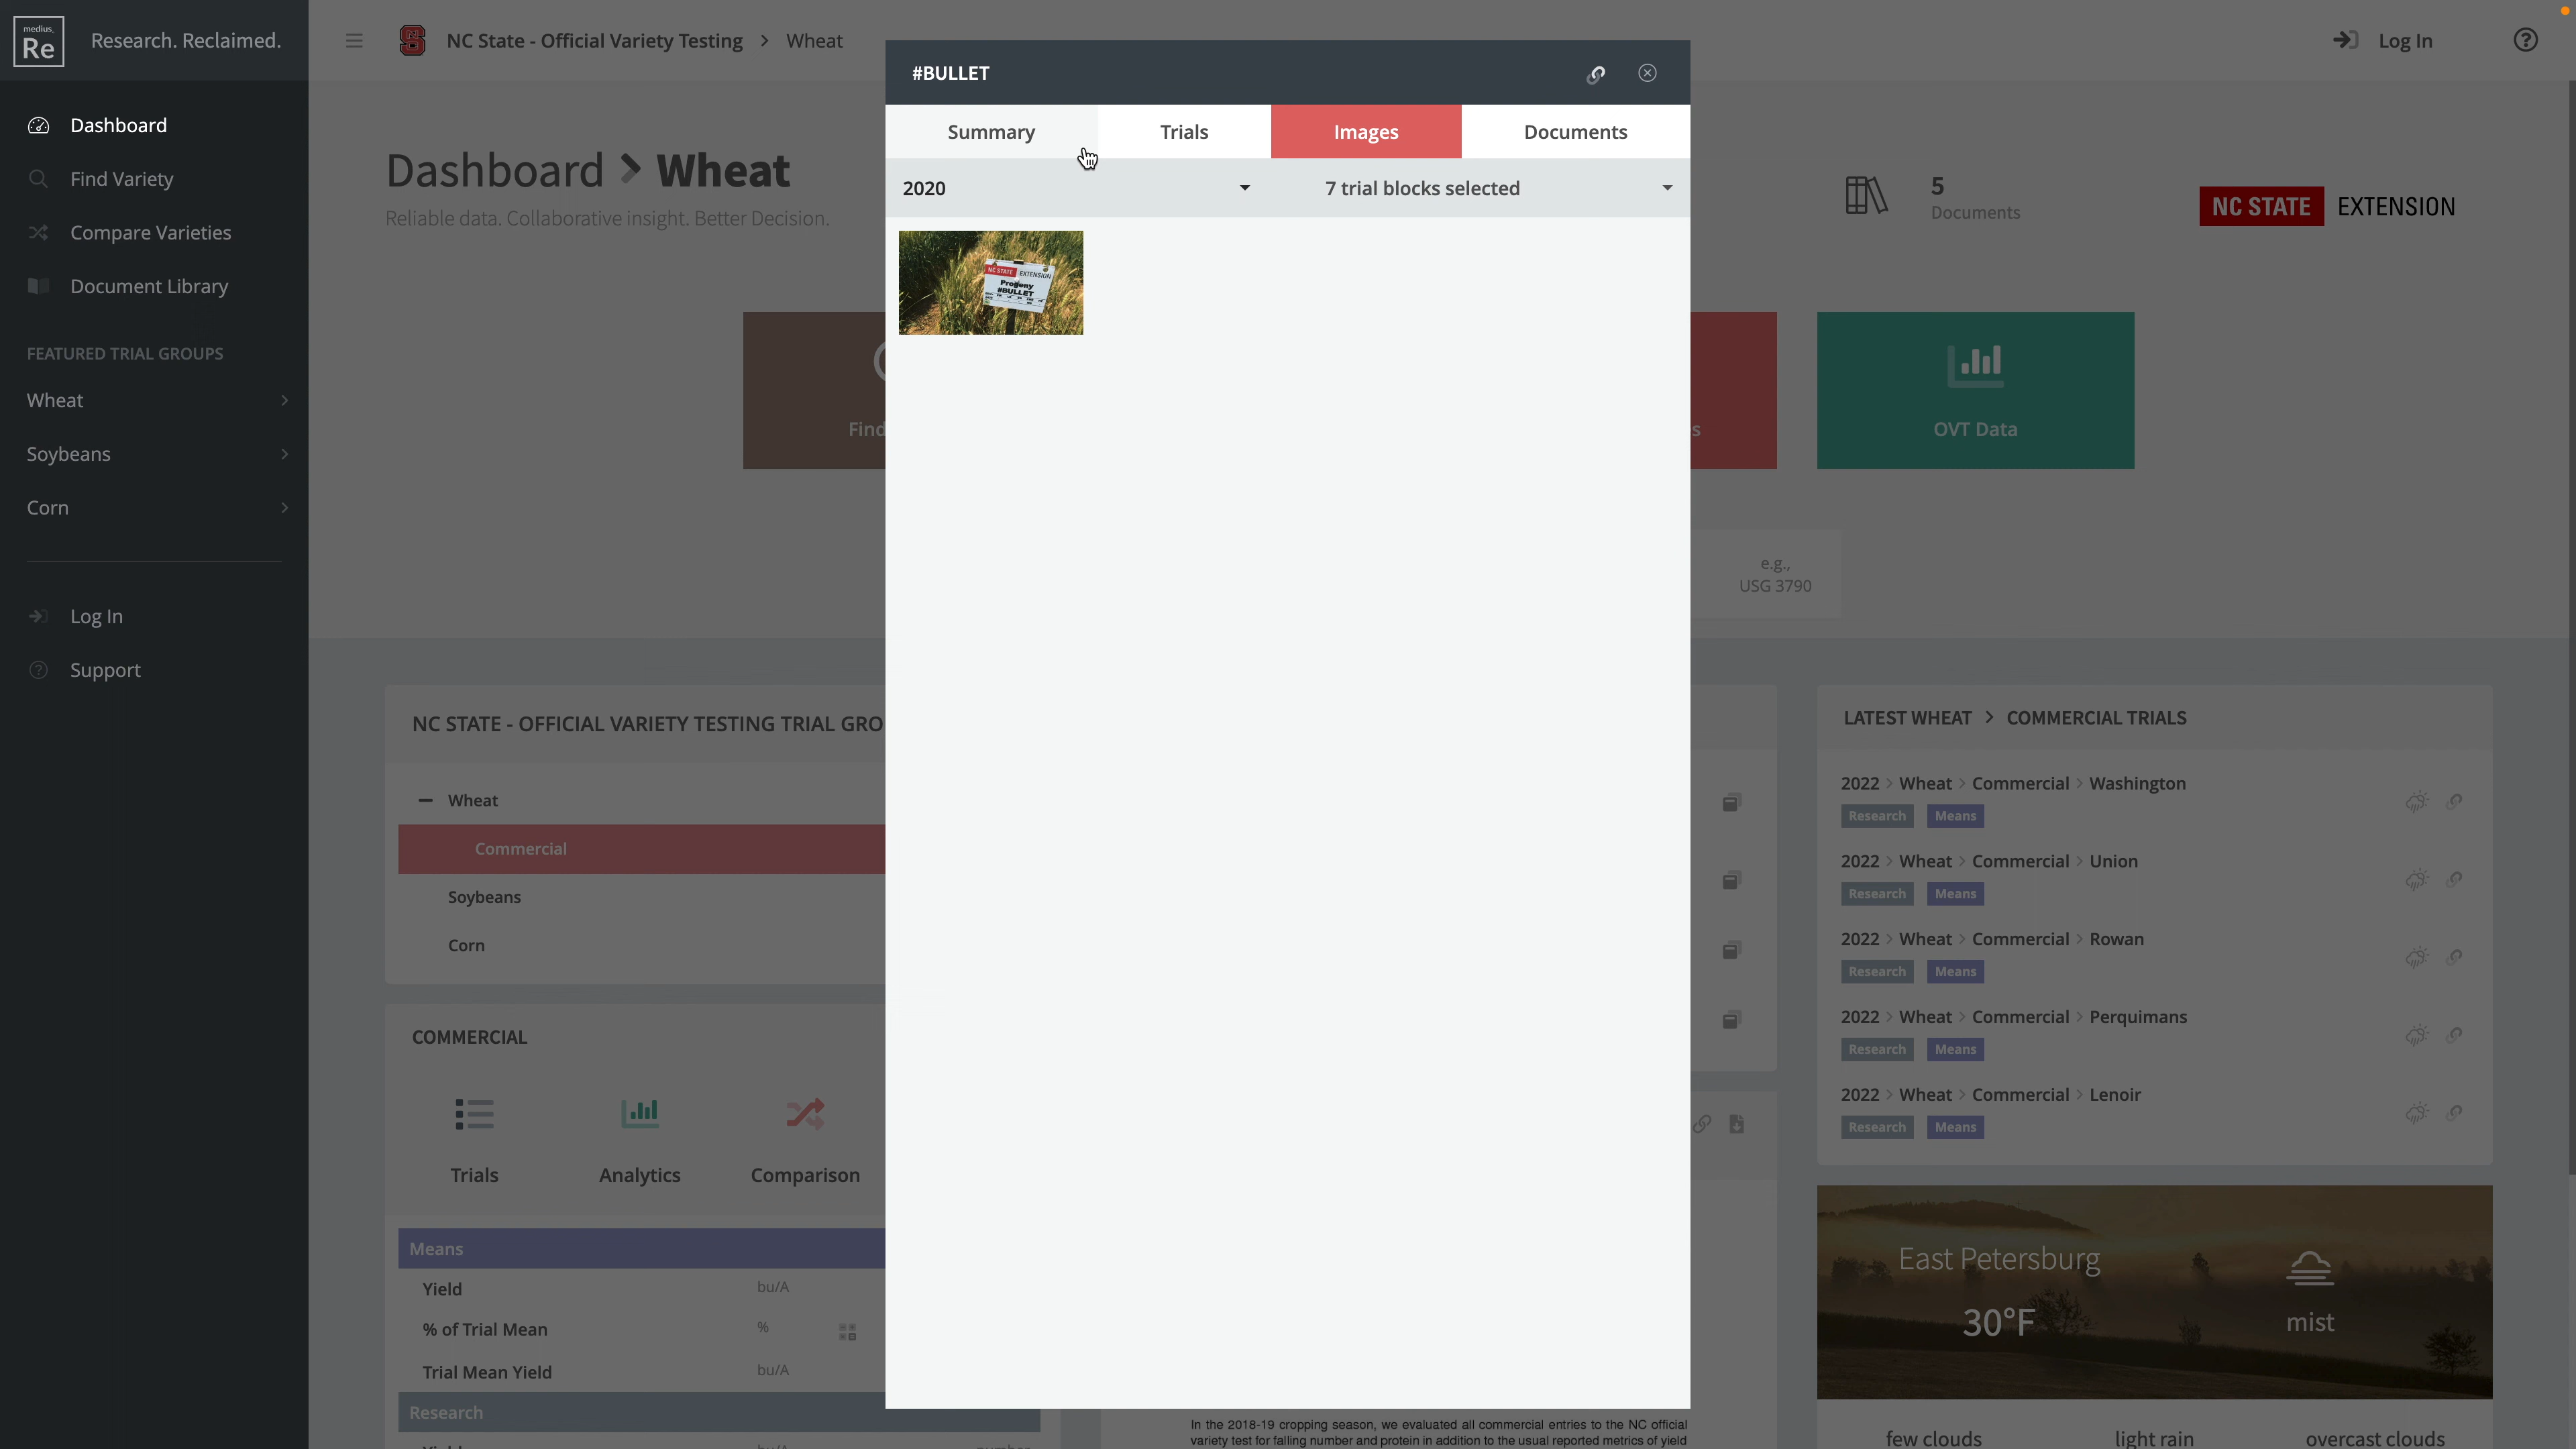 medius
Re
Research. Reclaimed.
NC State - Official Variety Testing > Wheat
Log In
Dashboard
Find Variety
Compare Varieties
Document Library
FEATURED TRIAL GROUPS
Wheat
Soybeans
Corn
Log In
Support
Dashboard > Wheat
Reliable data. Collaborative insight. Better Decision.
#BULLET
Summary
Trials
Images
Documents
2020
7 trial blocks selected
NC STATE EXTENSION
Progeny
#BULLET
5
Documents
NC STATE EXTENSION
Find
s
OVT Data
e.g.,
USG 3790
NC STATE - OFFICIAL VARIETY TESTING TRIAL GRO
Wheat
Commercial
Soybeans
Corn
COMMERCIAL
Trials
Analytics
Comparison
Means
Yield bu/A
% of Trial Mean %
Trial Mean Yield bu/A
Research
In the 2018-19 cropping season, we evaluated all commercial entries to the NC official
variety test for falling number and protein in addition to the usual reported metrics of yield
LATEST WHEAT > COMMERCIAL TRIALS
2022 > Wheat > Commercial > Washington
Research Means
2022 > Wheat > Commercial > Union
Research Means
2022 > Wheat > Commercial > Rowan
Research Means
2022 > Wheat > Commercial > Perquimans
Research Means
2022 > Wheat > Commercial > Lenoir
Research Means
East Petersburg
30°F
mist
few clouds
light rain
overcast clouds